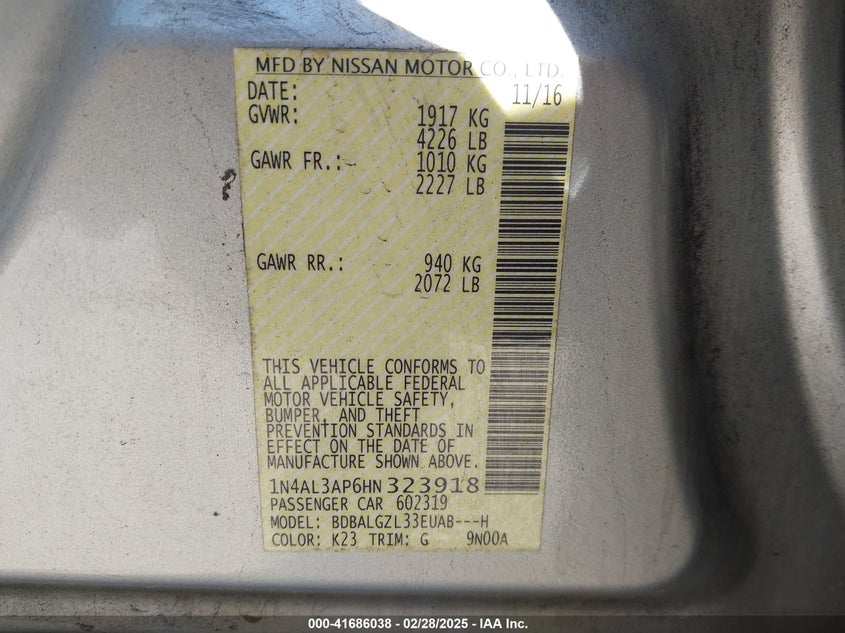 MFD BY NISSAN MOTOR CO., LTD.
DATE: 11/16
GVWR: 1917 KG
4226 LB
GAWR FR.: 1010 KG
2227 LB
GAWR RR.: 940 KG
2072 LB
THIS VEHICLE CONFORMS TO
ALL APPLICABLE FEDERAL
MOTOR VEHICLE SAFETY,
BUMPER, AND THEFT
PREVENTION STANDARDS IN
EFFECT ON THE DATE OF
MANUFACTURE SHOWN ABOVE.
1N4AL3AP6HN323918
PASSENGER CAR 602319
MODEL: BDBALGZL33EUAB---H
COLOR: K23 TRIM: G 9N00A
000-41686038 - 02/28/2025 - IAA Inc.